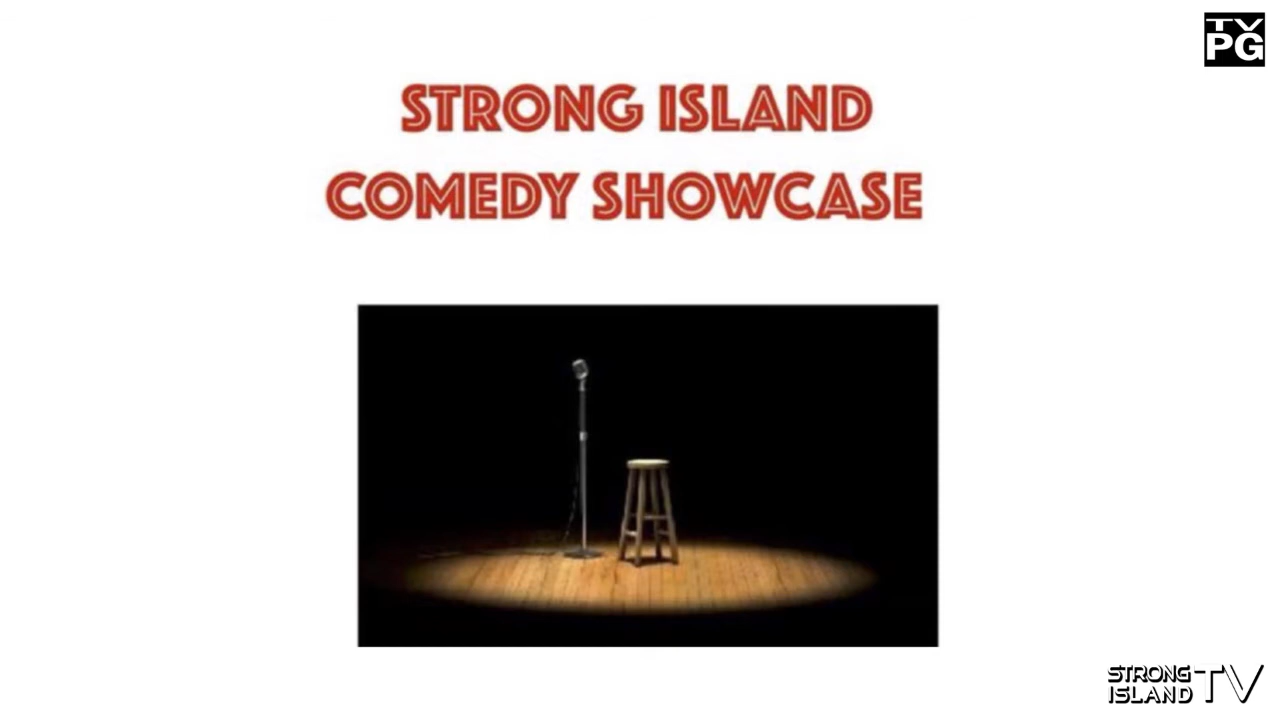 TV
PG
STRONG ISLAND
COMEDY SHOWCASE
STRONG
ISLAND TV